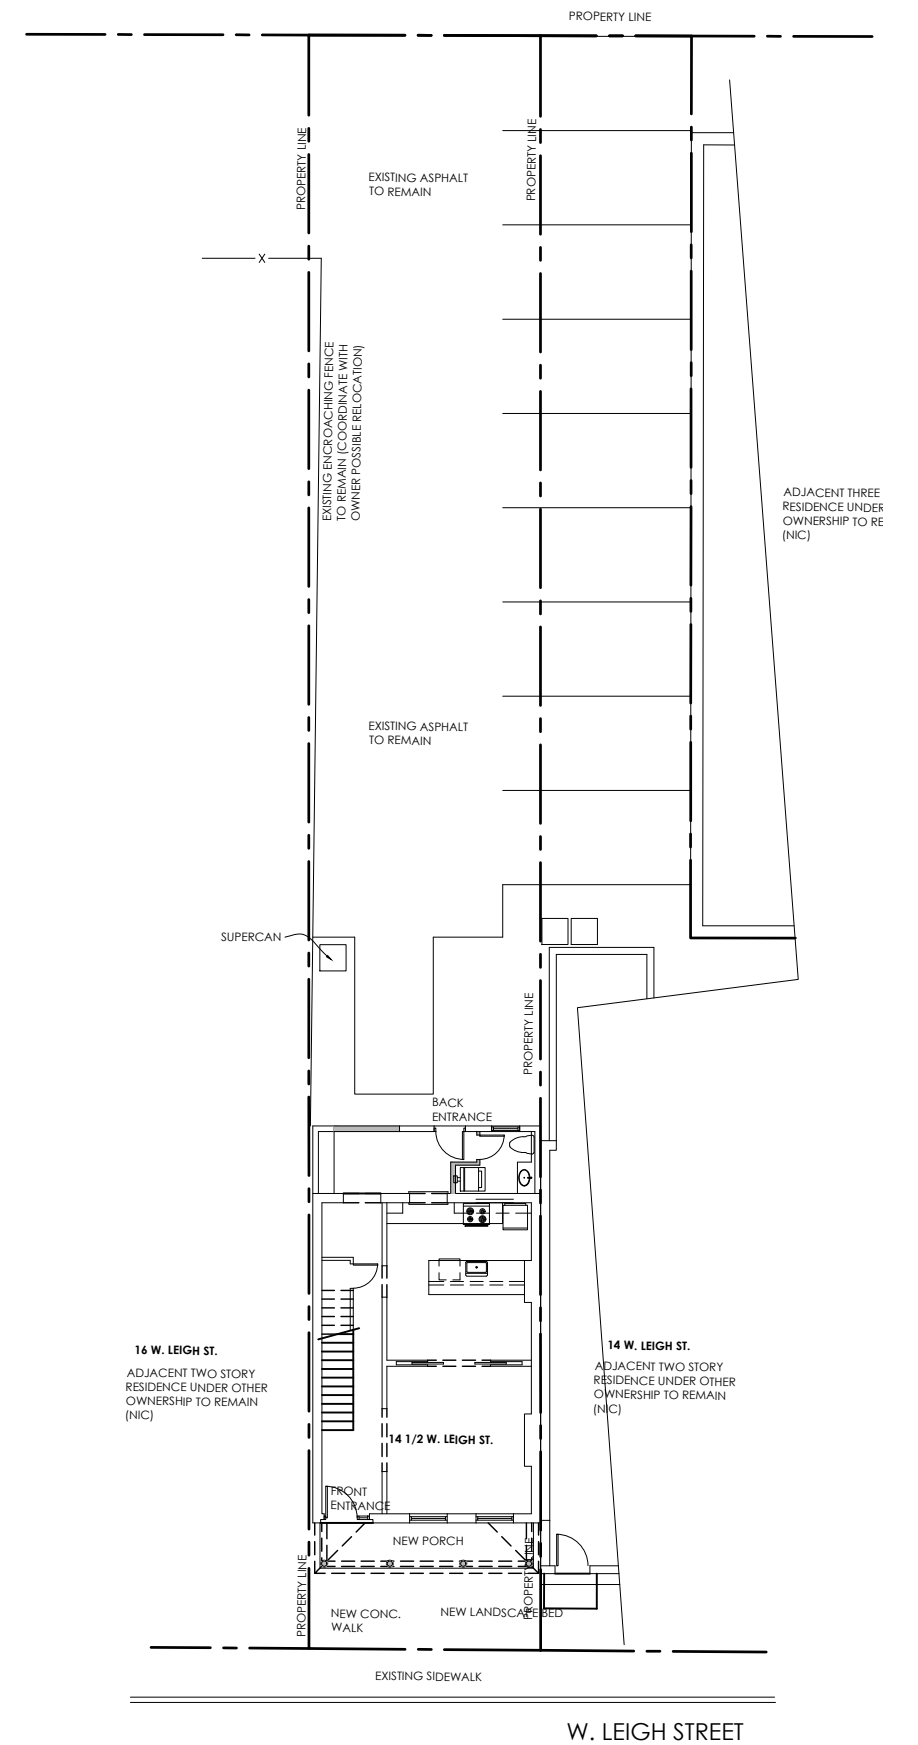 PROPERTY LINE
PROPERTY LINE
PROPERTY LINE
EXISTING ASPHALT
TO REMAIN
X
EXISTING ENCROACHING FENCE
TO REMAIN (COORDINATE WITH
OWNER POSSIBLE RELOCATION)
ADJACENT THREE
RESIDENCE UNDER
OWNERSHIP TO RE
(NIC)
EXISTING ASPHALT
TO REMAIN
SUPERCAN
PROPERTY LINE
BACK
ENTRANCE
16 W. LEIGH ST.
ADJACENT TWO STORY
RESIDENCE UNDER OTHER
OWNERSHIP TO REMAIN
(NIC)
14 W. LEIGH ST.
ADJACENT TWO STORY
RESIDENCE UNDER OTHER
OWNERSHIP TO REMAIN
(NIC)
14 1/2 W. LEIGH ST.
FRONT
ENTRANCE
NEW PORCH
PROPERTY LINE
PROPERTY LINE
NEW CONC.
WALK
NEW LANDSCAPE BED
EXISTING SIDEWALK
W. LEIGH STREET